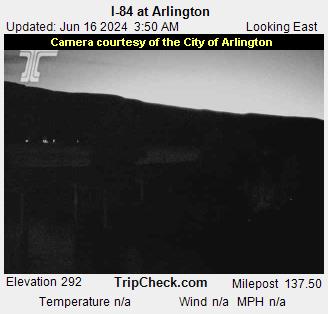 I-84 at Arlington
Updated: Jun 16 2024 3:50 AM Looking East
Camera courtesy of the City of Arlington
Elevation 292 TripCheck.com Milepost 137.50
Temperature n/a Wind n/a MPH n/a